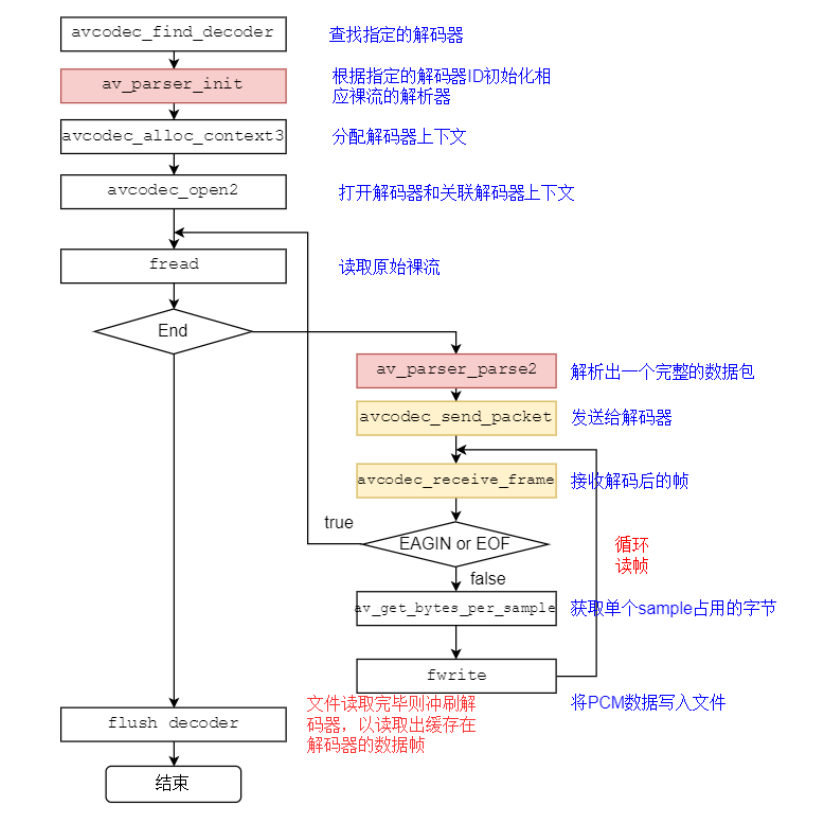 avcodec_find_decoder
查找指定的解码器
av_parser_init
根据指定的解码器ID初始化相
应裸流的解析器
avcodec_alloc_context3
分配解码器上下文
avcodec_open2
打开解码器和关联解码器上下文
fread
读取原始裸流
End
av_parser_parse2
解析出一个完整的数据包
avcodec_send_packet
发送给解码器
avcodec_receive_frame
接收解码后的帧
true
EAGIN or EOF
循环
读帧
false
av_get_bytes_per_sample
获取单个sample占用的字节
fwrite
将PCM数据写入文件
flush decoder
文件读取完毕则冲刷解
码器，以读取出缓存在
解码器的数据帧
结束